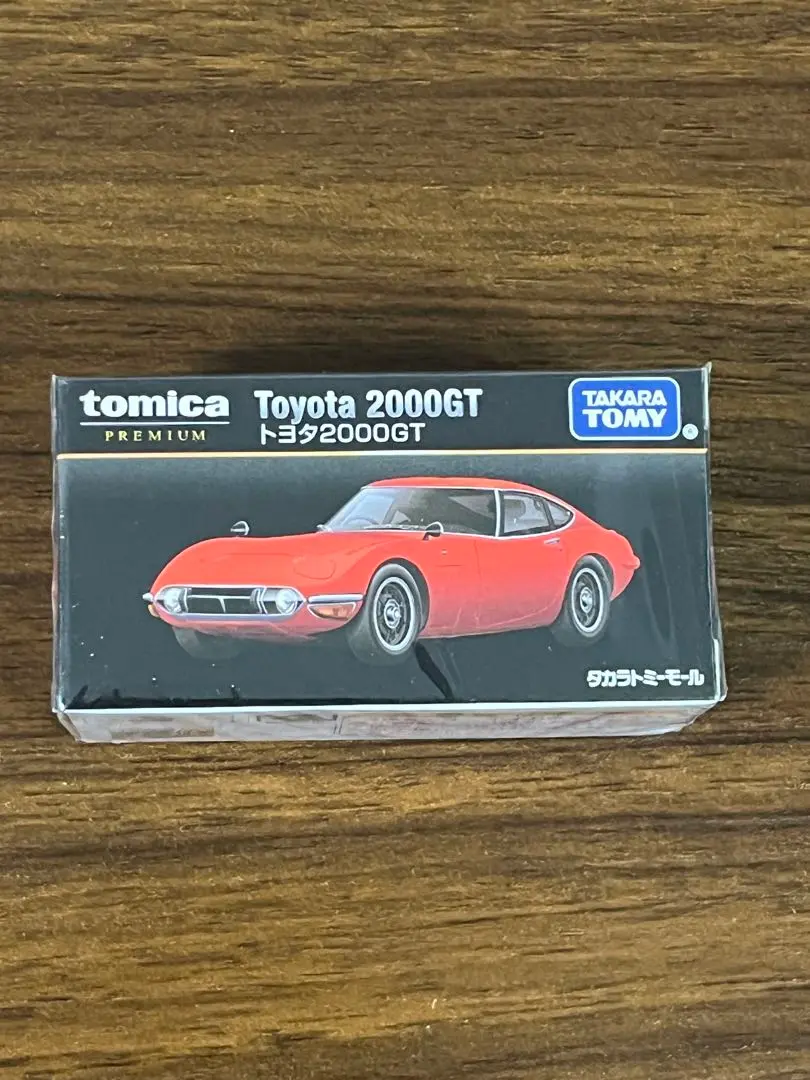 tomica
PREMIUM
Toyota 2000GT
トヨタ2000GT
TAKARA
TOMY
®
タカラトミーモール